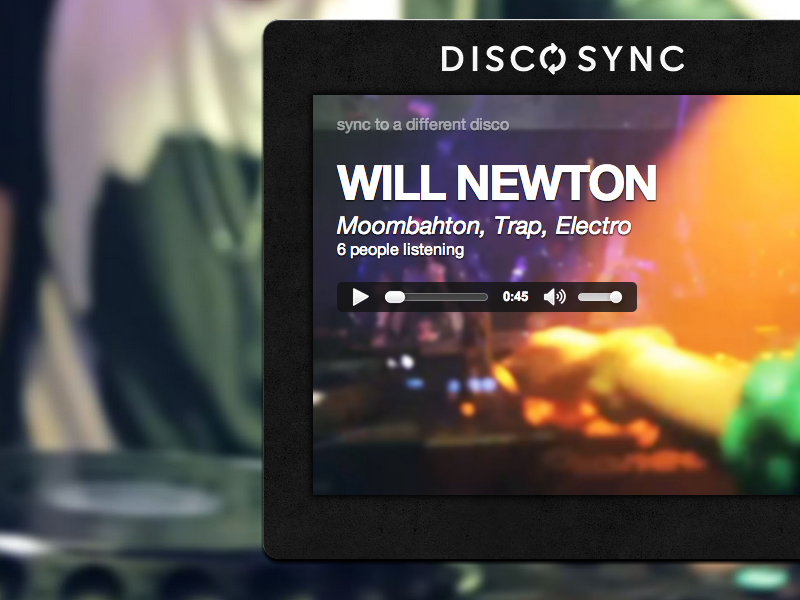 DISCO SYNC
sync to a different disco
WILL NEWTON
Moombahton, Trap, Electro
6 people listening
0:45